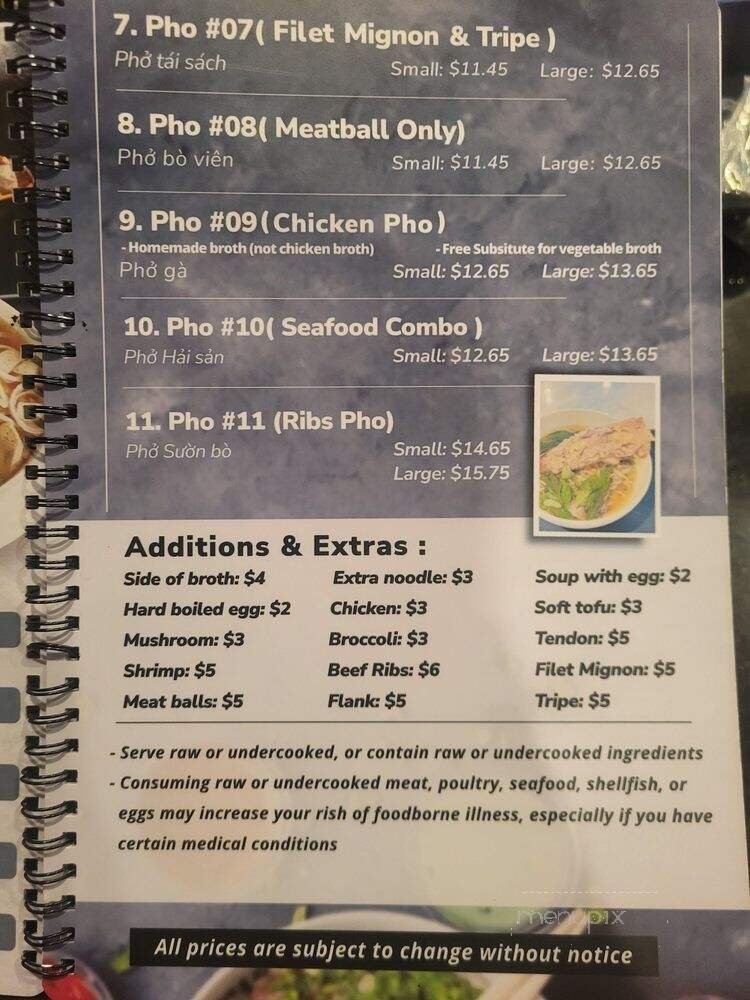 7. Pho #07( Filet Mignon & Tripe )
Phở tái sách Small: $11.45 Large: $12.65
8. Pho #08( Meatball Only)
Phở bò viên Small: $11.45 Large: $12.65
9. Pho #09(Chicken Pho)
- Homemade broth (not chicken broth) - Free Subsitute for vegetable broth
Phở gà Small: $12.65 Large: $13.65
10. Pho #10( Seafood Combo )
Phở Hải sản Small: $12.65 Large: $13.65
11. Pho #11 (Ribs Pho)
Phở Sườn bò Small: $14.65
Large: $15.75
Additions & Extras :
Side of broth: $4 Extra noodle: $3 Soup with egg: $2
Hard boiled egg: $2 Chicken: $3 Soft tofu: $3
Mushroom: $3 Broccoli: $3 Tendon: $5
Shrimp: $5 Beef Ribs: $6 Filet Mignon: $5
Meat balls: $5 Flank: $5 Tripe: $5
- Serve raw or undercooked, or contain raw or undercooked ingredients
- Consuming raw or undercooked meat, poultry, seafood, shellfish, or
eggs may increase your rish of foodborne illness, especially if you have
certain medical conditions
menupix
All prices are subject to change without notice